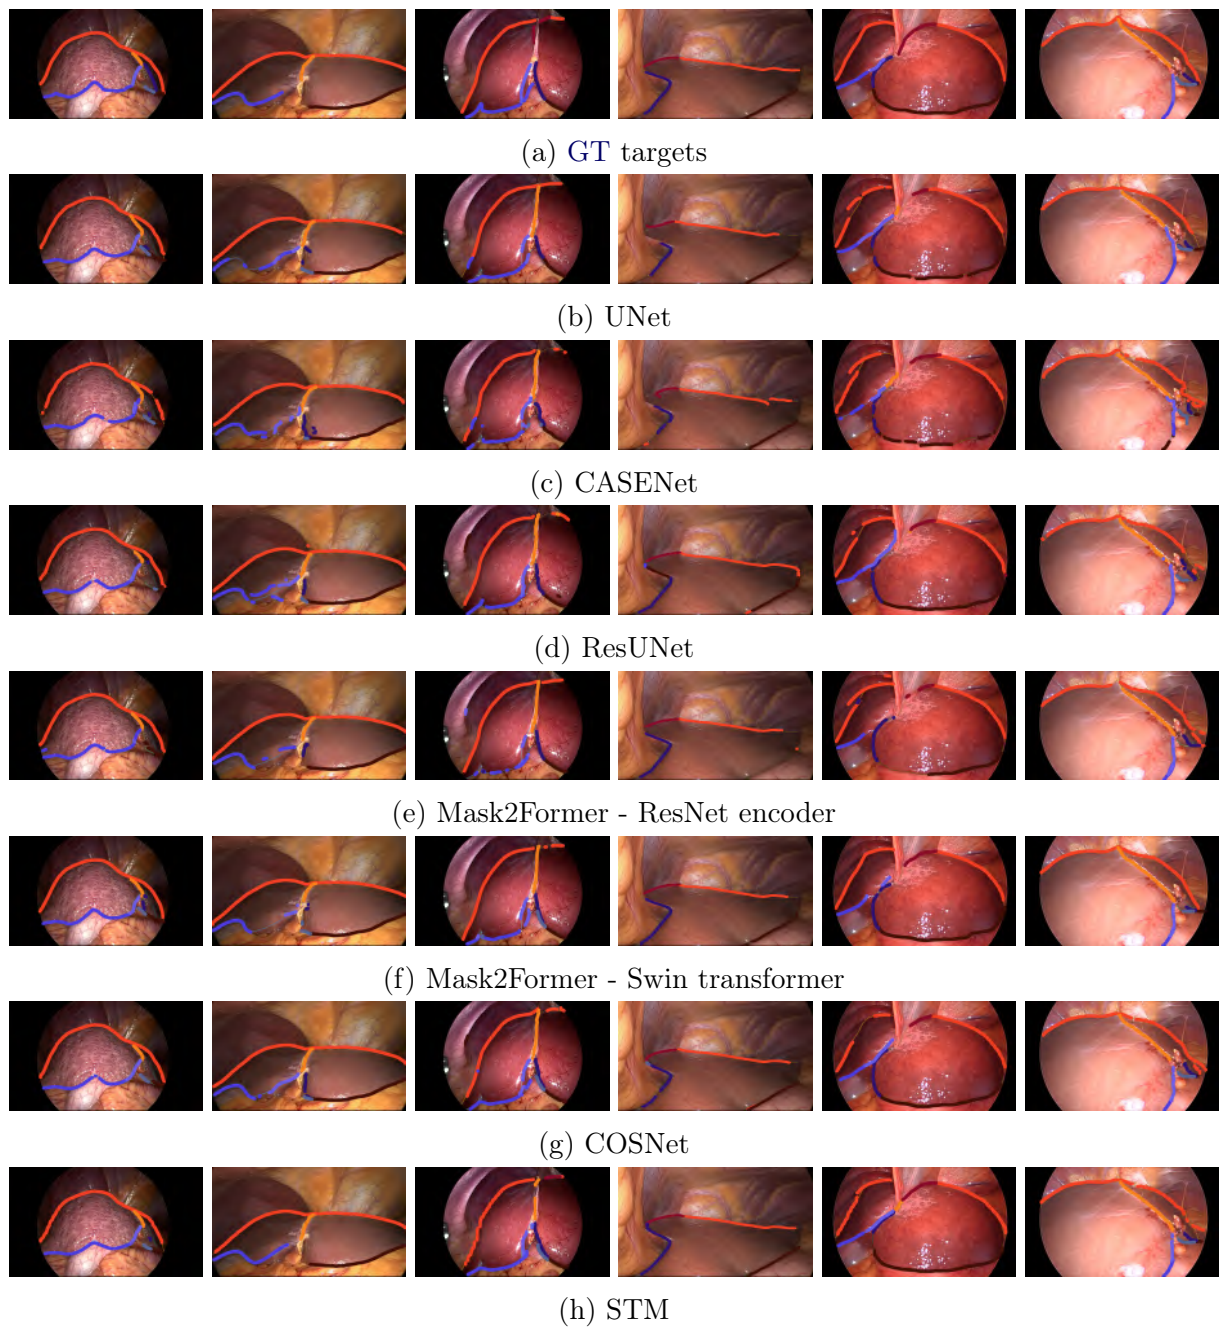 (a) GT targets
(b) UNet
(c) CASENet
(d) ResUNet
(e) Mask2Former - ResNet encoder
(f) Mask2Former - Swin transformer
(g) COSNet
(h) STM